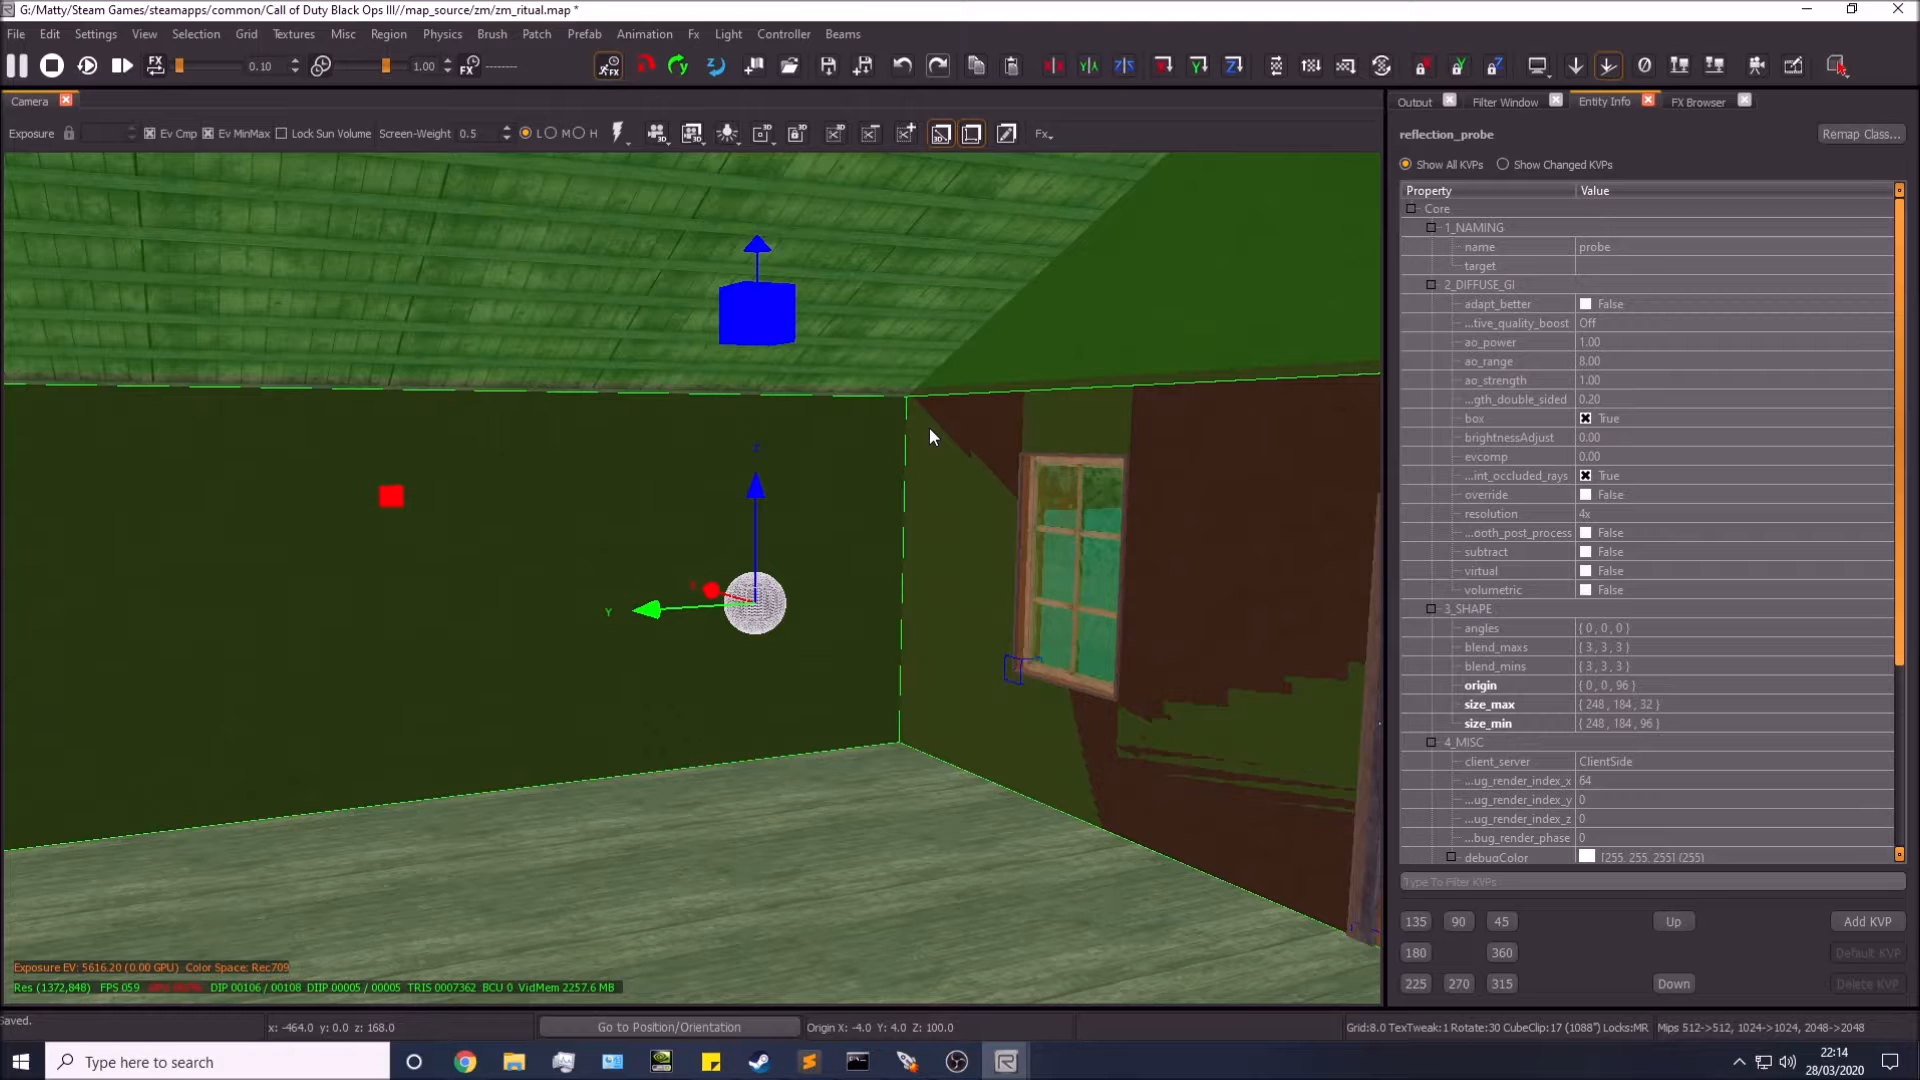 G:/Matty/Steam Games/steamapps/common/Call of Duty Black Ops III//map_source/zm/zm_ritual.map *
File Edit Settings View Selection Grid Textures Misc Region Physics Brush Patch Prefab Animation Fx Light Controller Beams
FX 0.10 1.00 FX --------
Camera
Output Filter Window Entity Info FX Browser
Exposure Ev Cmp Ev MinMax Lock Sun Volume Screen-Weight 0.5 L M H Fx
reflection_probe Remap Class...
Show All KVPs Show Changed KVPs
Property Value
Core
1_NAMING
name probe
target
2_DIFFUSE_GI
adapt_better False
...tive_quality_boost Off
ao_power 1.00
ao_range 8.00
ao_strength 1.00
...gth_double_sided 0.20
box True
brightnessAdjust 0.00
evcomp 0.00
...int_occluded_rays True
override False
resolution 4x
...ooth_post_process False
subtract False
virtual False
volumetric False
3_SHAPE
angles { 0 , 0 , 0 }
blend_maxs { 3 , 3 , 3 }
blend_mins { 3 , 3 , 3 }
origin { 0 , 0 , 96 }
size_max { 248 , 184 , 32 }
size_min { 248 , 184 , 96 }
4_MISC
client_server ClientSide
...ug_render_index_x 64
...ug_render_index_y 0
...ug_render_index_z 0
...bug_render_phase 0
debugColor [255, 255, 255] (255)
Type To Filter KVPs
135 90 45 Up Add KVP
180 360 Default KVP
225 270 315 Down Delete KVP
Z
Y
Exposure EV: 5616.20 (0.00 GPU) Color Space: Rec709
Res (1372,848) FPS 059 DIP 00106 / 00108 DIIP 00005 / 00005 TRIS 0007362 BCU 0 VidMem 2257.6 MB
Saved.
x: -464.0 y: 0.0 z: 168.0
Go to Position/Orientation
Origin X: -4.0 Y: 4.0 Z: 100.0
Grid:8.0 TexTweak:1 Rotate:30 CubeClip:17 (1088") Locks:MR
Mips 512->512, 1024->1024, 2048->2048
Type here to search
22:14
28/03/2020